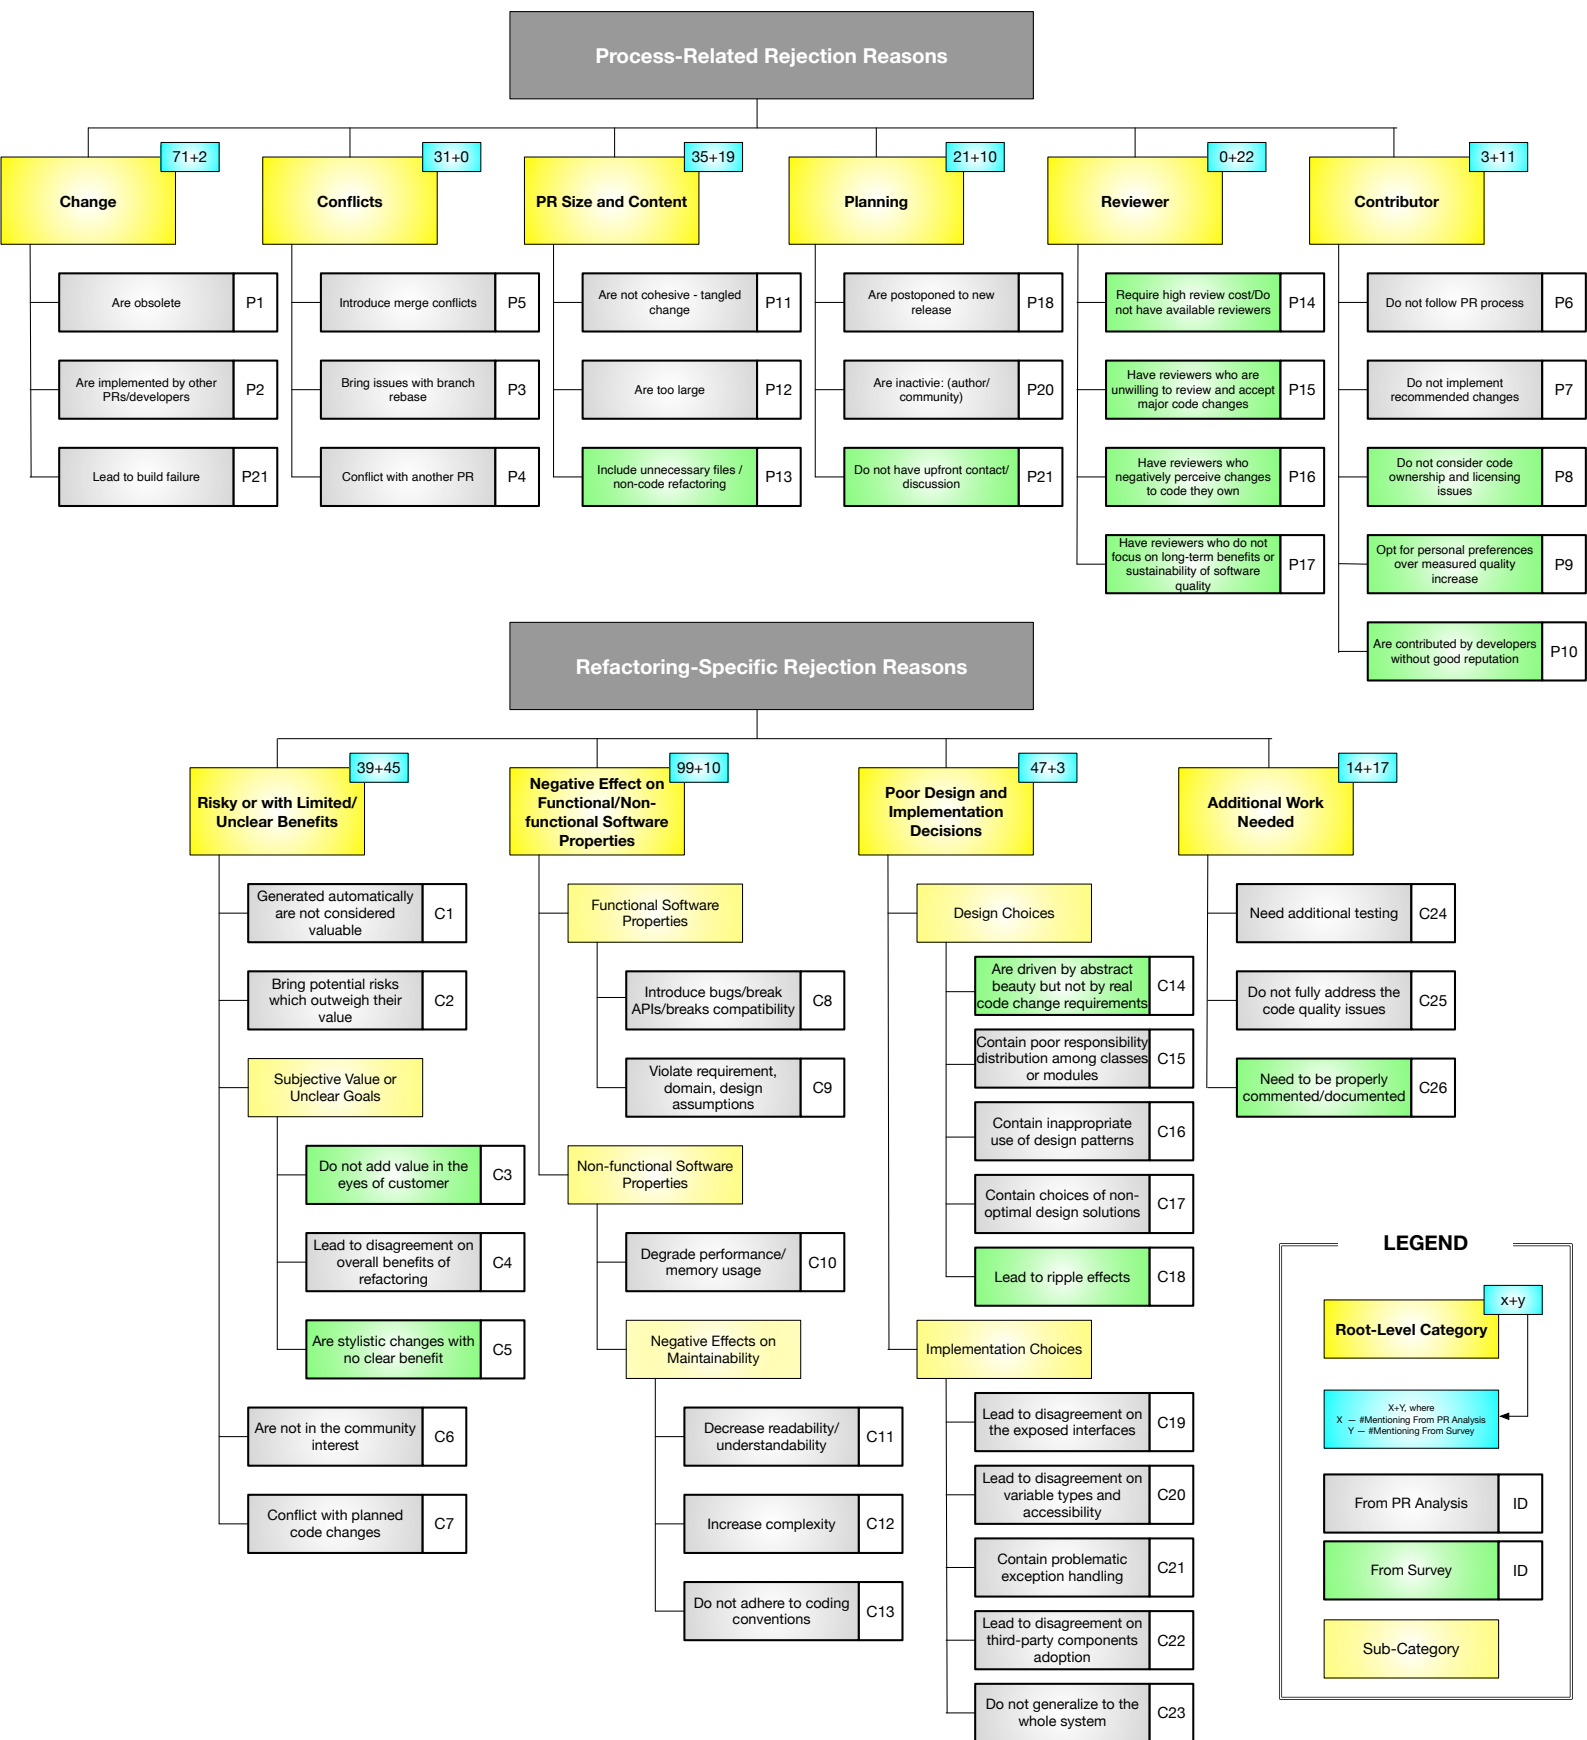 Process-Related Rejection Reasons
71+2
Change
31+0
Conflicts
35+19
PR Size and Content
21+10
Planning
0+22
Reviewer
3+11
Contributor
Are obsolete
P1
Are implemented by other
PRs/developers
P2
Lead to build failure
P21
Introduce merge conflicts
P5
Bring issues with branch
rebase
P3
Conflict with another PR
P4
Are not cohesive - tangled
change
P11
Are too large
P12
Include unnecessary files /
non-code refactoring
P13
Are postoponed to new
release
P18
Are inactivie: (author/
community)
P20
Do not have upfront contact/
discussion
P21
Require high review cost/Do
not have available reviewers
P14
Have reviewers who are
unwilling to review and accept
major code changes
P15
Have reviewers who
negatively perceive changes
to code they own
P16
Have reviewers who do not
focus on long-term benefits or
sustainability of software
quality
P17
Do not follow PR process
P6
Do not implement
recommended changes
P7
Do not consider code
ownership and licensing
issues
P8
Opt for personal preferences
over measured quality
increase
P9
Are contributed by developers
without good reputation
P10
Refactoring-Specific Rejection Reasons
39+45
Risky or with Limited/
Unclear Benefits
99+10
Negative Effect on
Functional/Non-
functional Software
Properties
47+3
Poor Design and
Implementation
Decisions
14+17
Additional Work
Needed
Generated automatically
are not considered
valuable
C1
Bring potential risks
which outweigh their
value
C2
Subjective Value or
Unclear Goals
Do not add value in the
eyes of customer
C3
Lead to disagreement on
overall benefits of
refactoring
C4
Are stylistic changes with
no clear benefit
C5
Are not in the community
interest
C6
Conflict with planned
code changes
C7
Functional Software
Properties
Introduce bugs/break
APIs/breaks compatibility
C8
Violate requirement,
domain, design
assumptions
C9
Non-functional Software
Properties
Degrade performance/
memory usage
C10
Negative Effects on
Maintainability
Decrease readability/
understandability
C11
Increase complexity
C12
Do not adhere to coding
conventions
C13
Design Choices
Are driven by abstract
beauty but not by real
code change requirements
C14
Contain poor responsibility
distribution among classes
or modules
C15
Contain inappropriate
use of design patterns
C16
Contain choices of non-
optimal design solutions
C17
Lead to ripple effects
C18
Implementation Choices
Lead to disagreement on
the exposed interfaces
C19
Lead to disagreement on
variable types and
accessibility
C20
Contain problematic
exception handling
C21
Lead to disagreement on
third-party components
adoption
C22
Do not generalize to the
whole system
C23
Need additional testing
C24
Do not fully address the
code quality issues
C25
Need to be properly
commented/documented
C26
LEGEND
x+y
Root-Level Category
X+Y, where
X — #Mentioning From PR Analysis
Y — #Mentioning From Survey
From PR Analysis
ID
From Survey
ID
Sub-Category